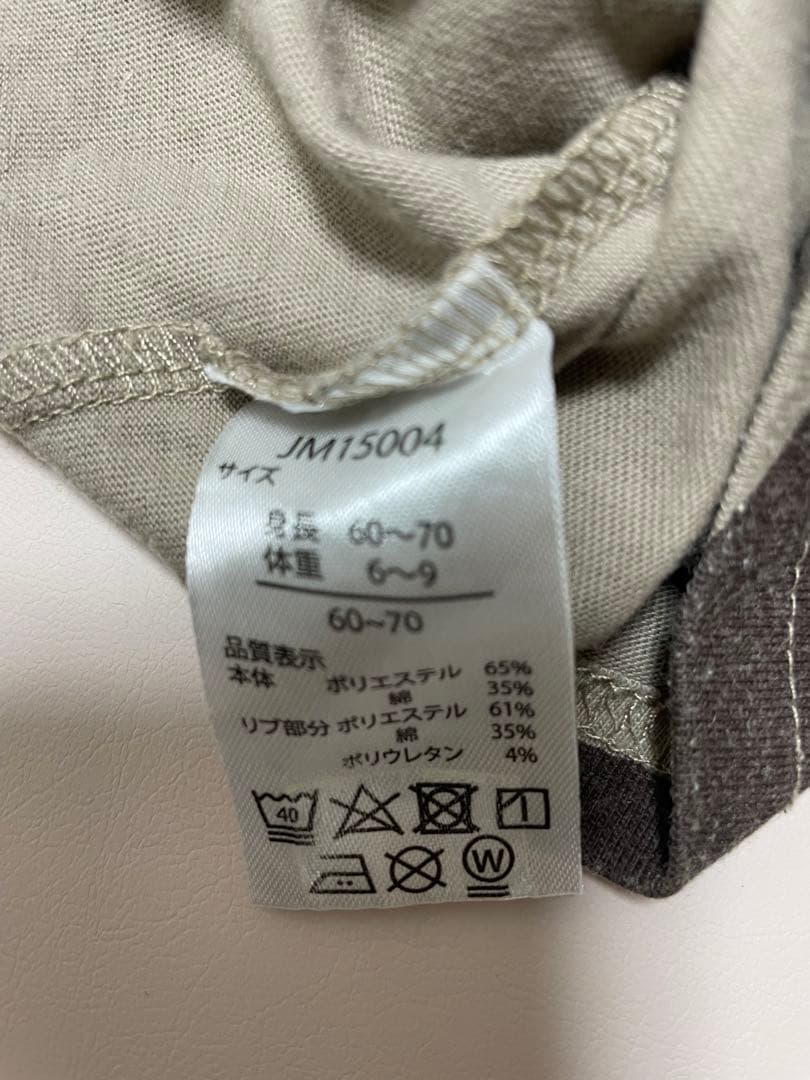 JM15004
サイズ
身長 60～70
体重 6～9
60～70
品質表示
本体 ポリエステル 65%
綿 35%
リブ部分 ポリエステル 61%
綿 35%
ポリウレタン 4%
40
W